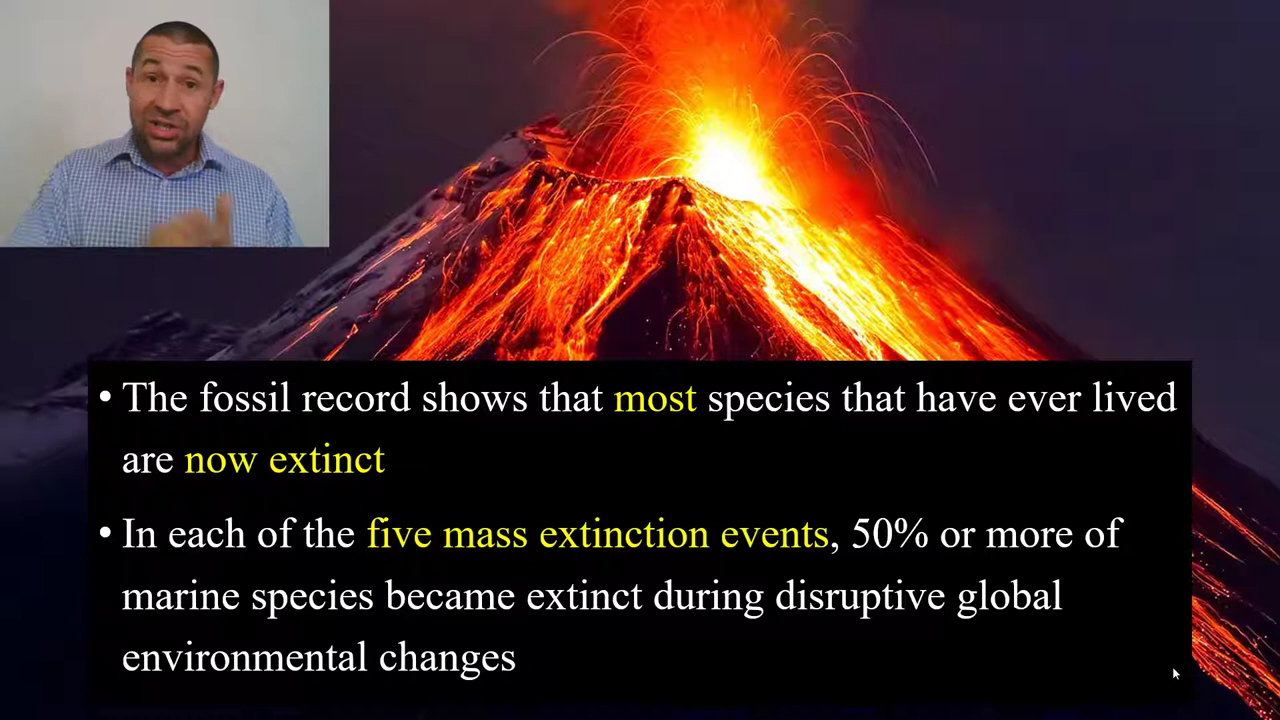 • The fossil record shows that most species that have ever lived
are now extinct
• In each of the five mass extinction events, 50% or more of
marine species became extinct during disruptive global
environmental changes